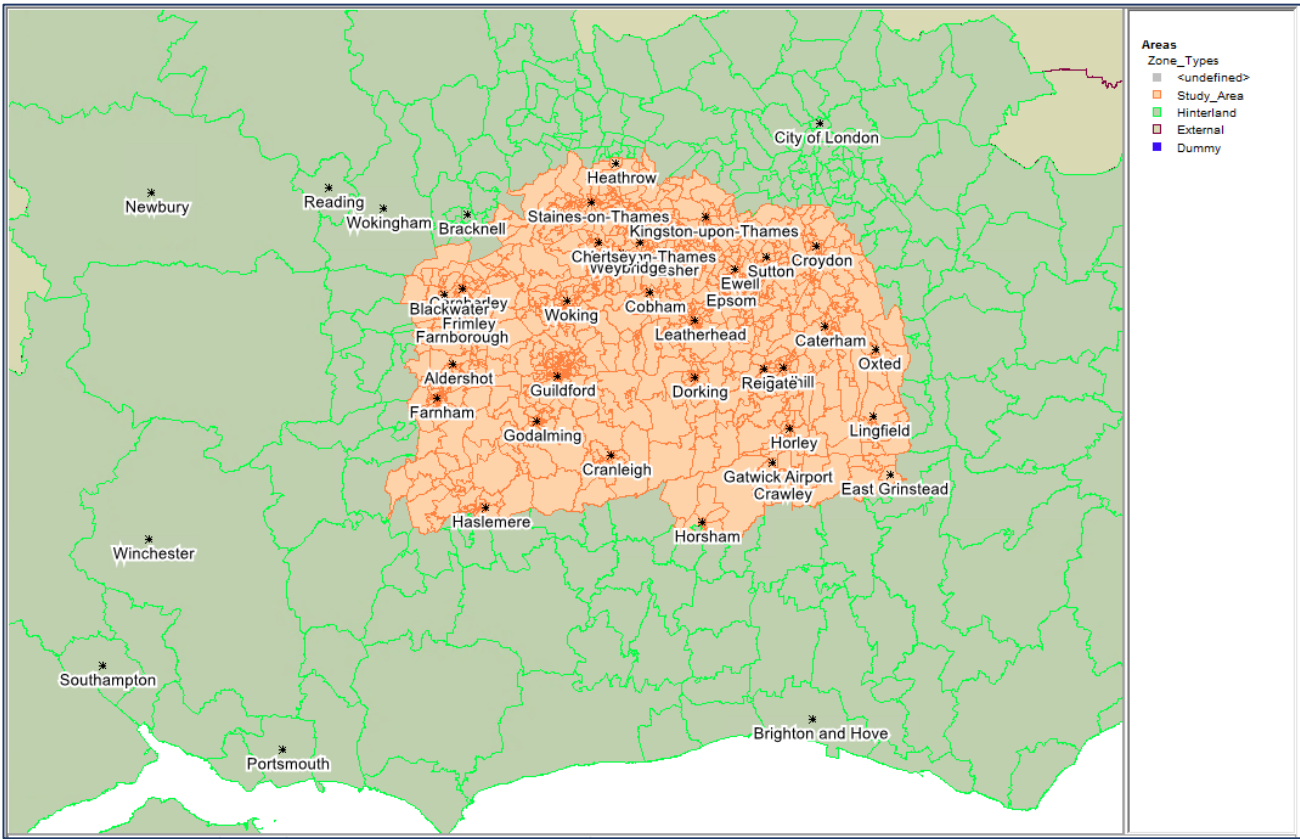 City of London
Heathrow
Newbury
Reading
Wokingham
Bracknell
Staines-on-Thames
Kingston-upon-Thames
Croydon
Sutton
Ewell
Epsom
Weybridge
Blackwater
Frimley
Farnborough
Woking
Cobham
Leatherhead
Caterham
Oxted
Aldershot
Guildford
Dorking
Reigate
Farnham
Godalming
Horley
Lingfield
Cranleigh
Gatwick Airport
Crawley
East Grinstead
Haslemere
Horsham
Winchester
Southampton
Portsmouth
Brighton and Hove
Areas
Zone_Types
<undefined>
Study_Area
Hinterland
External
Dummy